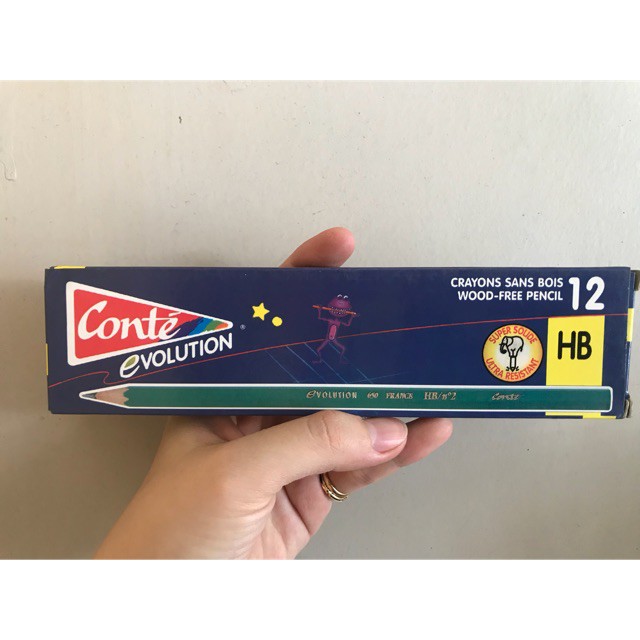 Conté
eVOLUTION
®
CRAYONS SANS BOIS
WOOD-FREE PENCIL
12
SUPER SOLIDE
ULTRA RESISTANT
HB
eVOLUTION 650 FRANCE HB/n°2 Conté